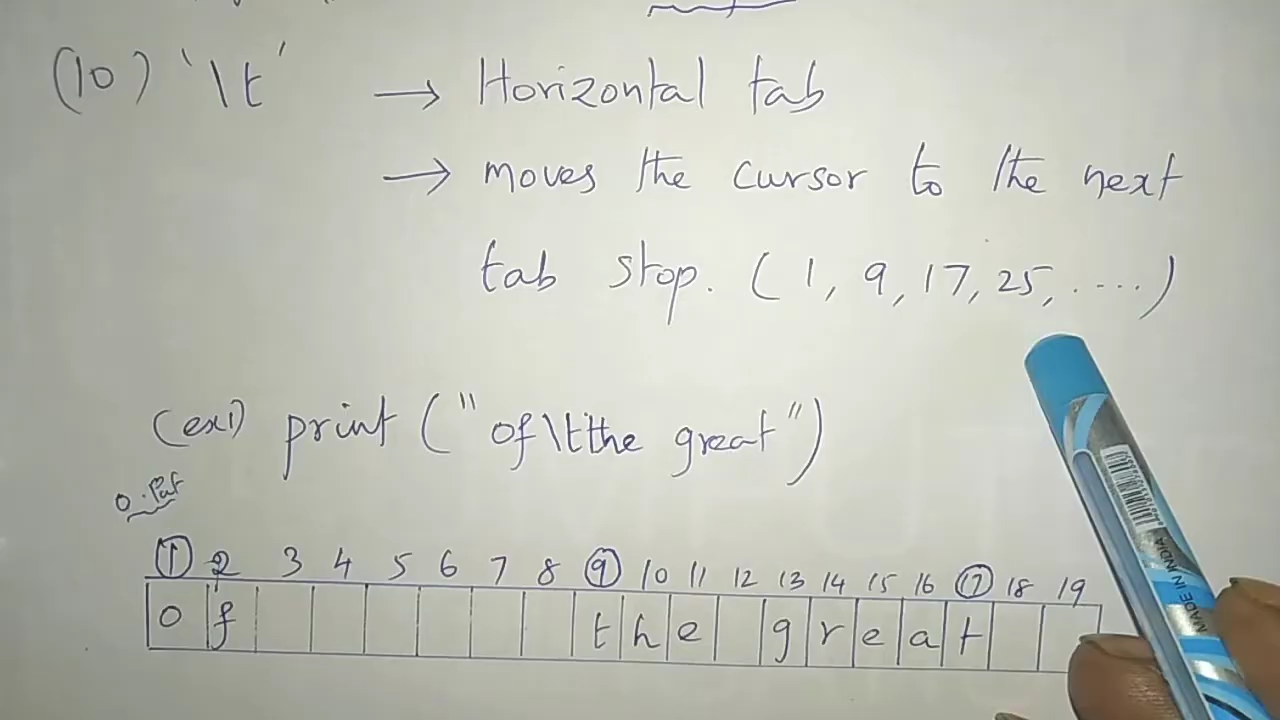 (10) '\t' → Horizontal tab
→ moves the cursor to the next
tab stop. (1, 9, 17, 25, ....)
(ex1) print ("of\tthe great")
1 2 3 4 5 6 7 8 9 10 11 12 13 14 15 16 17 18 19
o f t h e g r e a t
MADE IN INDIA